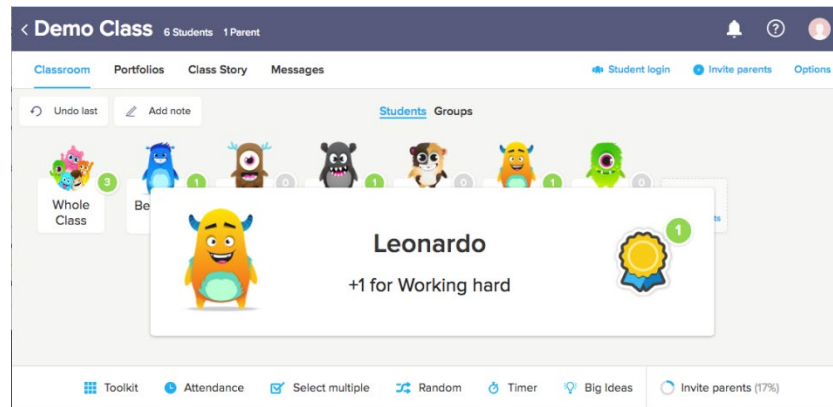 < Demo Class 6 Students 1 Parent
Classroom Portfolios Class Story Messages Student login Invite parents Options
Undo last Add note Students Groups
3 1 0 1 0 1 0
Whole Class Be ts
Leonardo 1
+1 for Working hard
Toolkit Attendance Select multiple Random Timer Big Ideas Invite parents (17%)